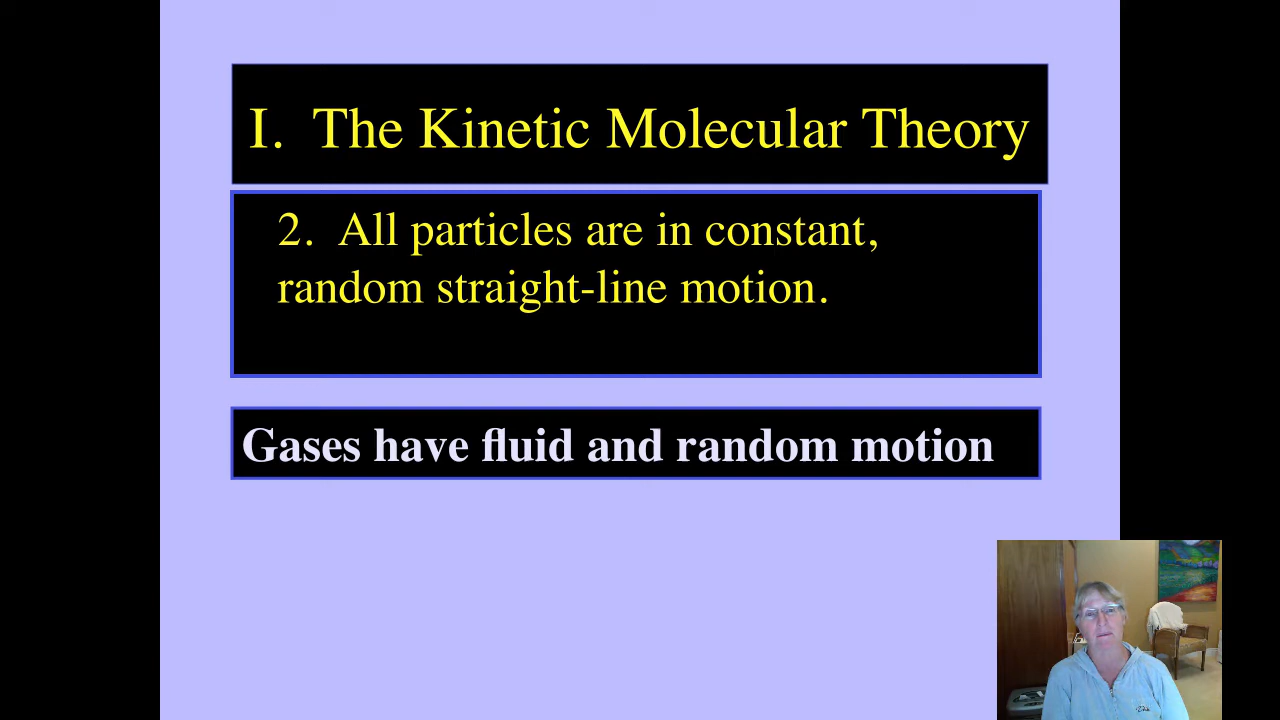 I.  The Kinetic Molecular Theory
2.  All particles are in constant,
random straight-line motion.
Gases have fluid and random motion